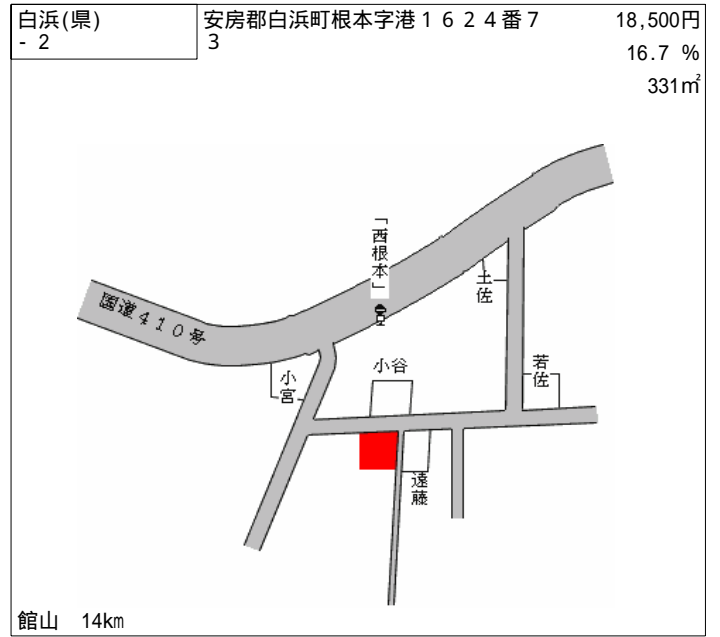 白浜(県)
- 2
安房郡白浜町根本字港１６２４番７
3
18,500円
16.7 %
331㎡
「西根本」
国道４１０号
土佐
若佐
小宮
小谷
遠藤
館山 14km